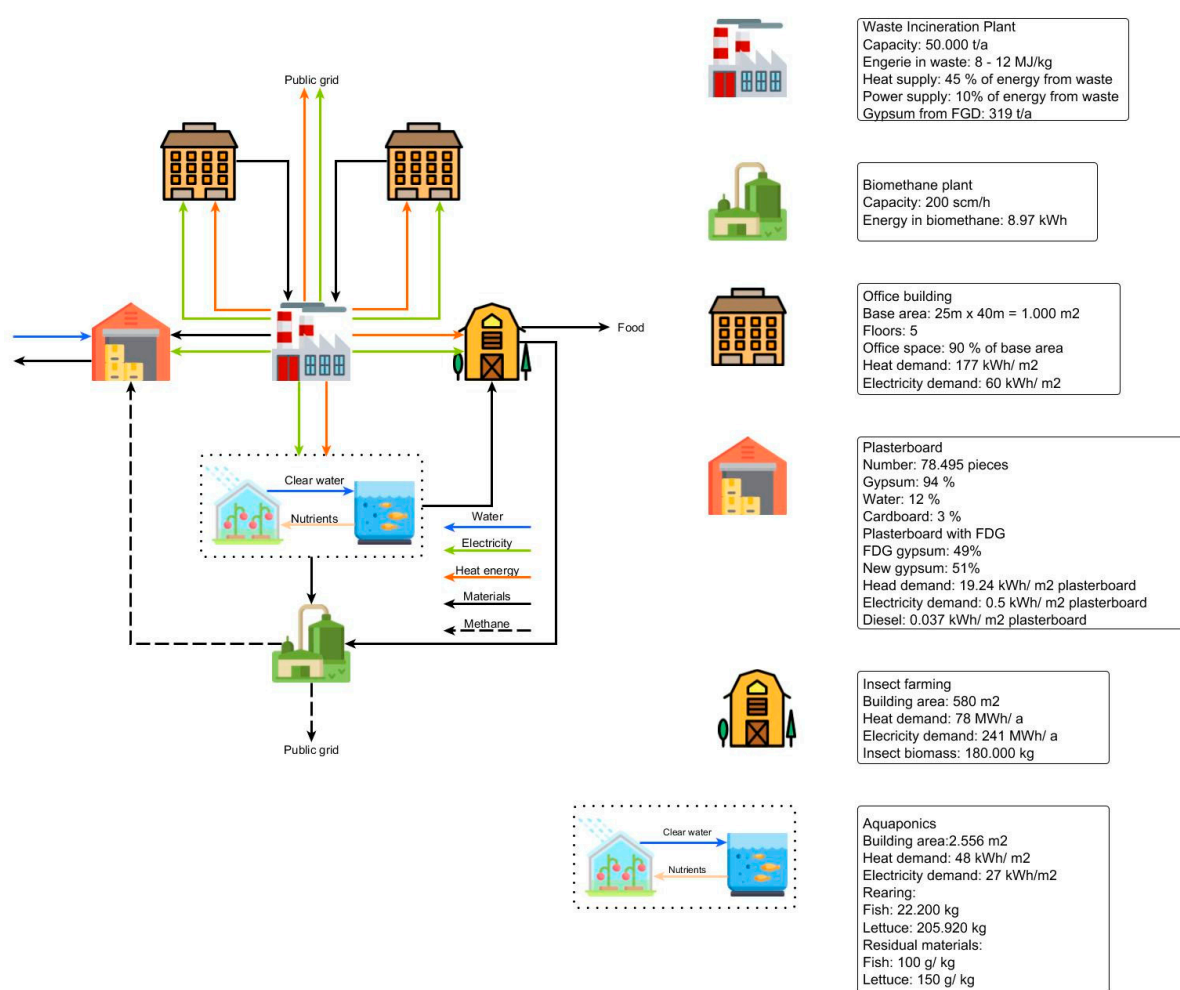 Public grid
Food
Clear water
Nutrients
Water
Electricity
Heat energy
Materials
Methane
Public grid
Waste Incineration Plant
Capacity: 50.000 t/a
Engerie in waste: 8 - 12 MJ/kg
Heat supply: 45 % of energy from waste
Power supply: 10% of energy from waste
Gypsum from FGD: 319 t/a
Biomethane plant
Capacity: 200 scm/h
Energy in biomethane: 8.97 kWh
Office building
Base area: 25m x 40m = 1.000 m2
Floors: 5
Office space: 90 % of base area
Heat demand: 177 kWh/ m2
Electricity demand: 60 kWh/ m2
Plasterboard
Number: 78.495 pieces
Gypsum: 94 %
Water: 12 %
Cardboard: 3 %
Plasterboard with FDG
FDG gypsum: 49%
New gypsum: 51%
Head demand: 19.24 kWh/ m2 plasterboard
Electricity demand: 0.5 kWh/ m2 plasterboard
Diesel: 0.037 kWh/ m2 plasterboard
Insect farming
Building area: 580 m2
Heat demand: 78 MWh/ a
Elecricity demand: 241 MWh/ a
Insect biomass: 180.000 kg
Clear water
Nutrients
Aquaponics
Building area:2.556 m2
Heat demand: 48 kWh/ m2
Electricity demand: 27 kWh/m2
Rearing:
Fish: 22.200 kg
Lettuce: 205.920 kg
Residual materials:
Fish: 100 g/ kg
Lettuce: 150 g/ kg